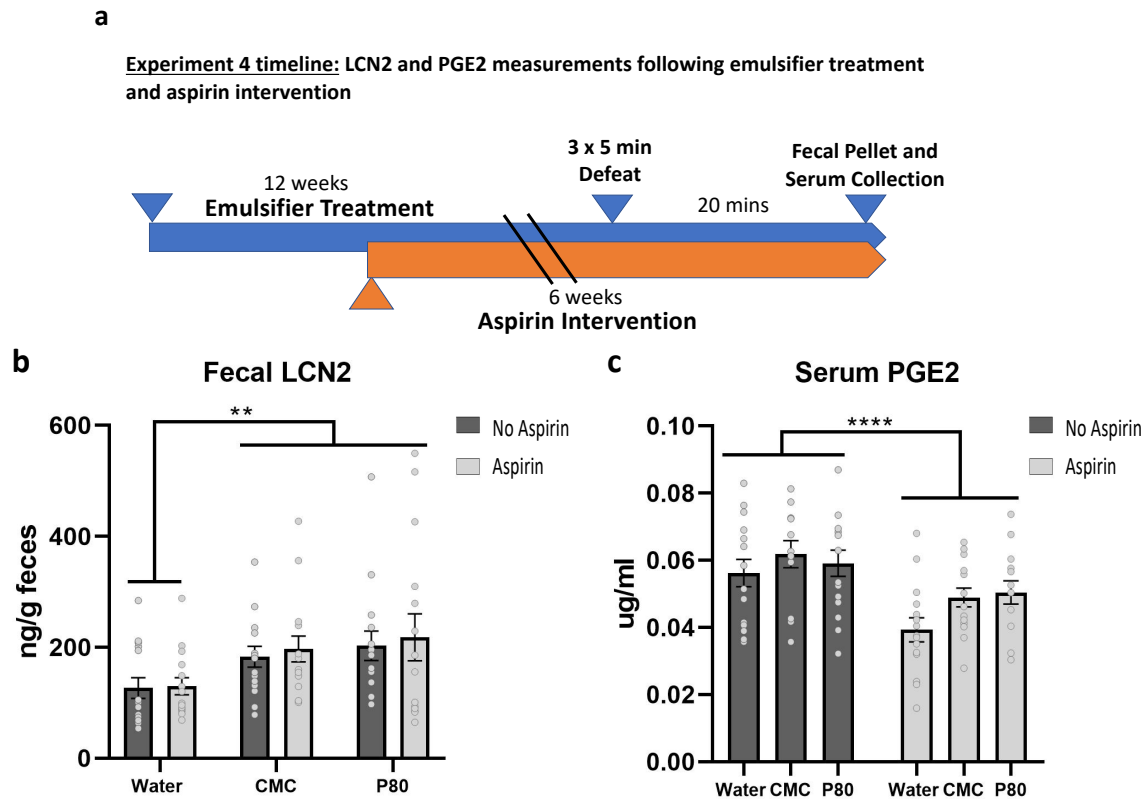 a
Experiment 4 timeline: LCN2 and PGE2 measurements following emulsifier treatment
and aspirin intervention
3 x 5 min
Defeat
Fecal Pellet and
Serum Collection
12 weeks
Emulsifier Treatment
20 mins
6 weeks
Aspirin Intervention
b
Fecal LCN2
**
No Aspirin
Aspirin
600
400
200
0
ng/g feces
Water
CMC
P80
c
Serum PGE2
****
No Aspirin
Aspirin
0.10
0.08
0.06
0.04
0.02
0.00
ug/ml
Water CMC P80
Water CMC P80